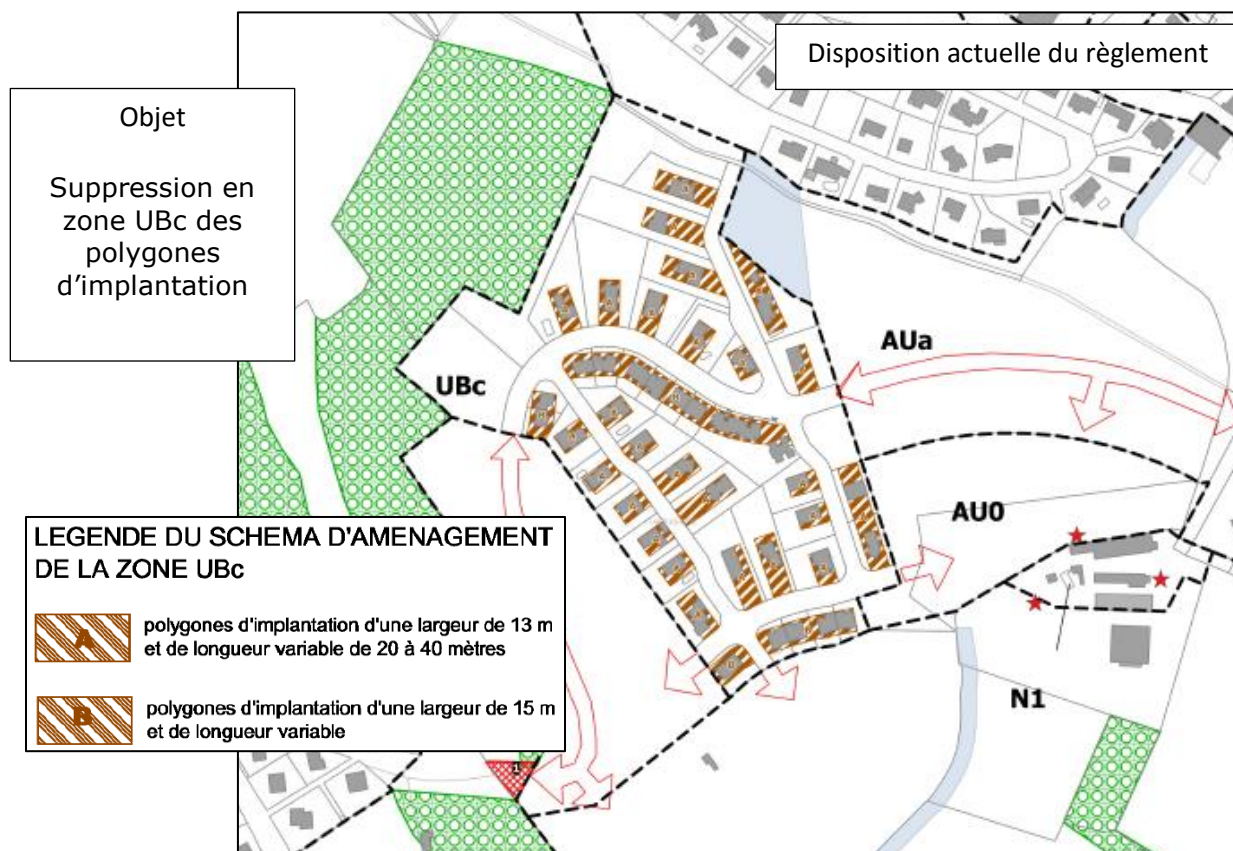 Disposition actuelle du règlement
Objet
Suppression en
zone UBc des
polygones
d'implantation
AUa
UBc
AU0
N1
LEGENDE DU SCHEMA D'AMENAGEMENT
DE LA ZONE UBc
A
polygones d'implantation d'une largeur de 13 m
et de longueur variable de 20 à 40 mètres
B
polygones d'implantation d'une largeur de 15 m
et de longueur variable
1